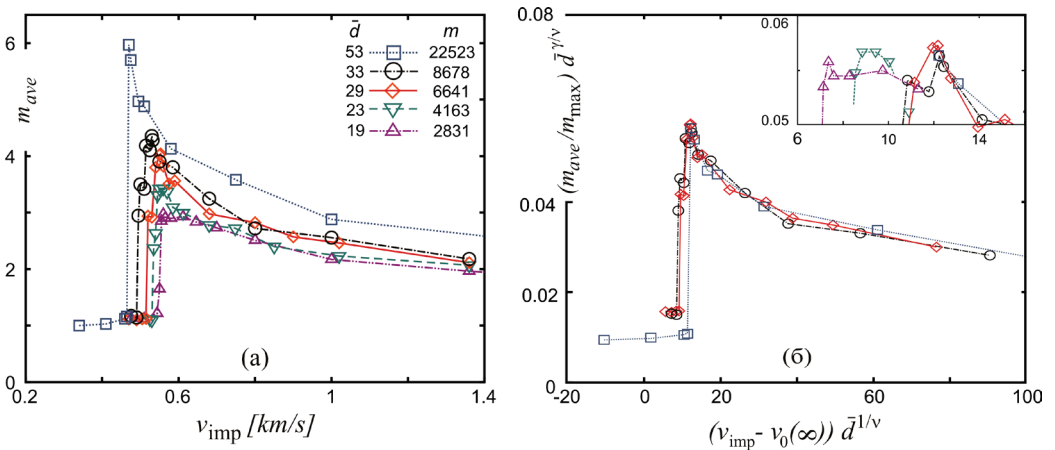 6
4
2
0
m_ave
d̄ m
53 22523
33 8678
29 6641
23 4163
19 2831
(а)
0.6 1 1.4
v_imp [km/s]
0.08
0.06
0.04
0.02
0
(m_ave/m_max) d̄^γ/ν
0.06
0.05
6 10 14
(б)
-20 0 20 40 60 80 100
(v_imp- v_0(∞)) d̄^1/ν